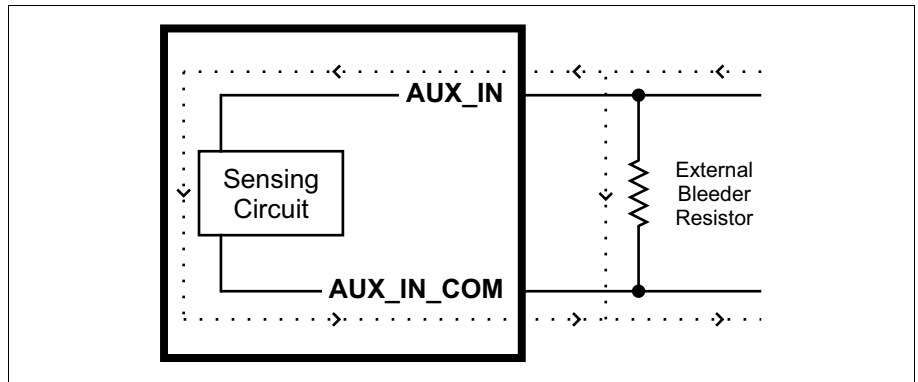 AUX_IN
Sensing
Circuit
External
Bleeder
Resistor
AUX_IN_COM